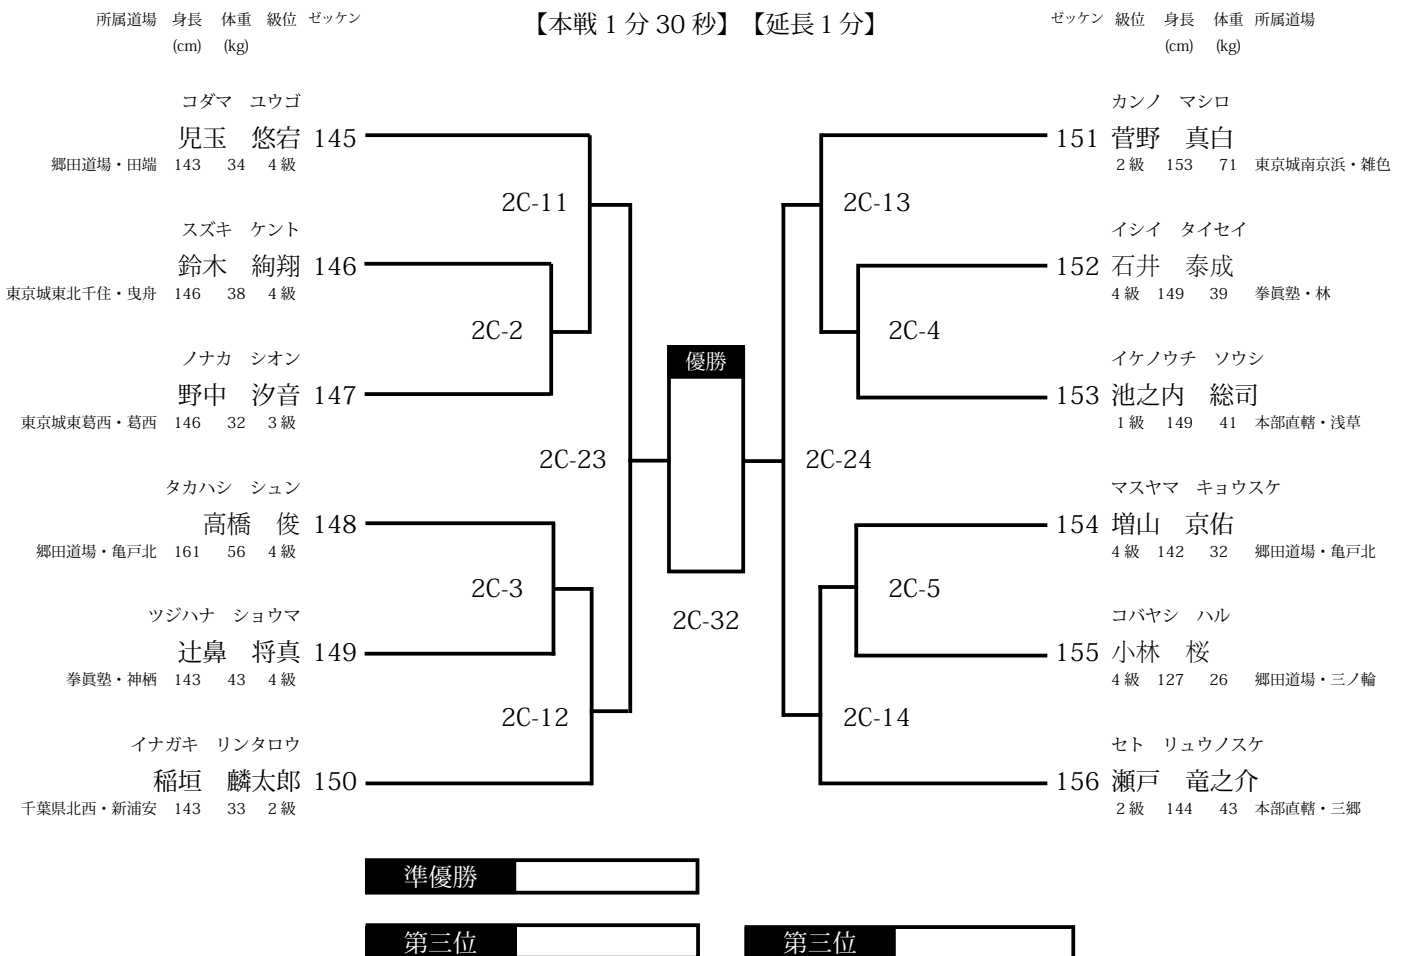 所属道場 身長 体重 級位 ゼッケン
(cm) (kg)
【本戦1分30秒】【延長1分】
ゼッケン 級位 身長 体重 所属道場
(cm) (kg)
コダマ ユウゴ
児玉 悠宕 145
郷田道場・田端 143 34 4級
2C-11
スズキ ケント
鈴木 絢翔 146
東京城東北千住・曳舟 146 38 4級
2C-2
ノナカ シオン
野中 汐音 147
東京城東葛西・葛西 146 32 3級
2C-23
タカハシ シュン
高橋 俊 148
郷田道場・亀戸北 161 56 4級
2C-3
ツジハナ ショウマ
辻鼻 将真 149
拳眞塾・神栖 143 43 4級
2C-12
イナガキ リンタロウ
稲垣 麟太郎 150
千葉県北西・新浦安 143 33 2級
優勝
2C-32
カンノ マシロ
151 菅野 真白
2級 153 71 東京城南京浜・雑色
2C-13
イシイ タイセイ
152 石井 泰成
4級 149 39 拳眞塾・林
2C-4
イケノウチ ソウシ
153 池之内 総司
1級 149 41 本部直轄・浅草
2C-24
マスヤマ キョウスケ
154 増山 京佑
4級 142 32 郷田道場・亀戸北
2C-5
コバヤシ ハル
155 小林 桜
4級 127 26 郷田道場・三ノ輪
2C-14
セト リュウノスケ
156 瀬戸 竜之介
2級 144 43 本部直轄・三郷
準優勝
第三位
第三位